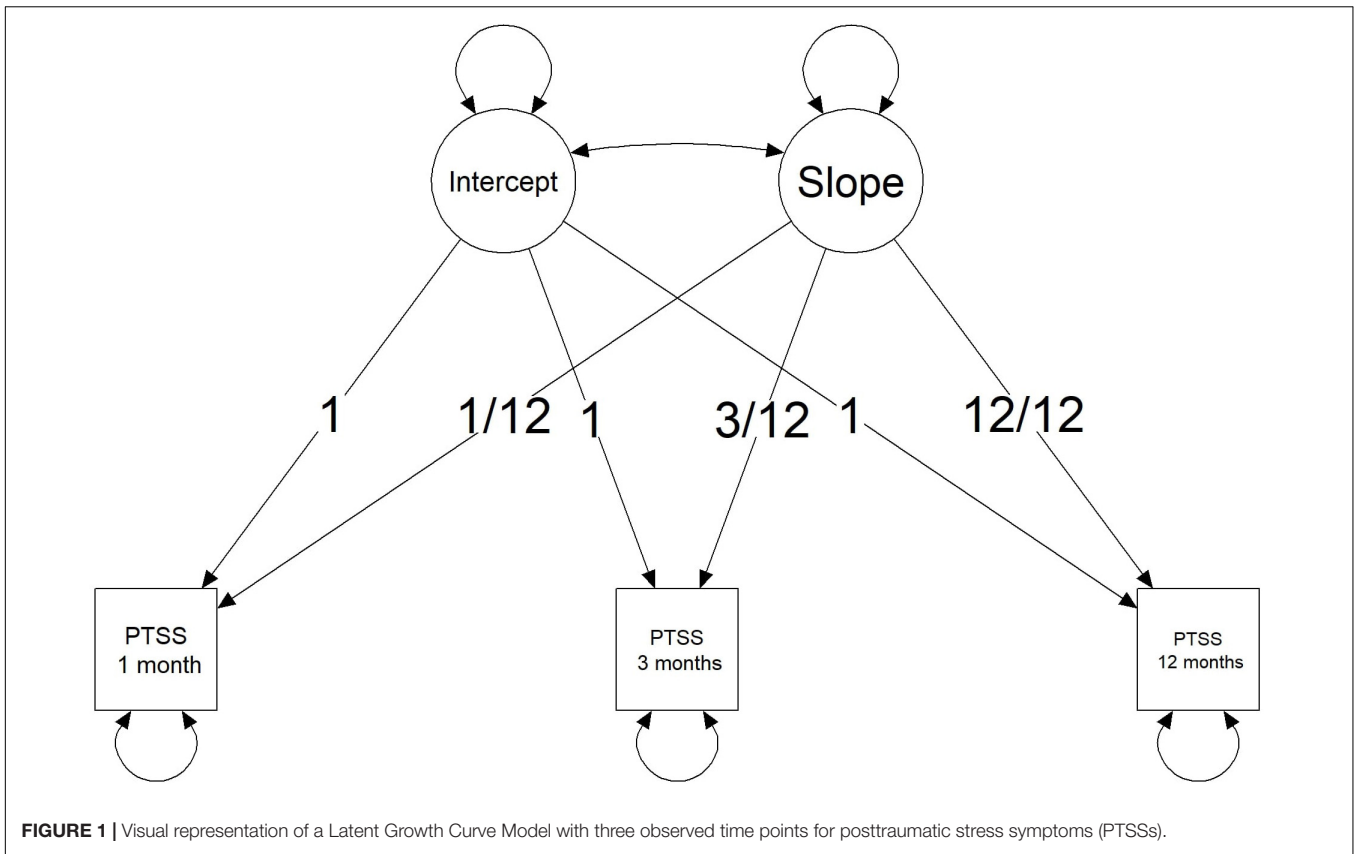 Intercept
Slope
1
1/12
1
3/12
1
12/12
PTSS
1 month
PTSS
3 months
PTSS
12 months
FIGURE 1 | Visual representation of a Latent Growth Curve Model with three observed time points for posttraumatic stress symptoms (PTSSs).